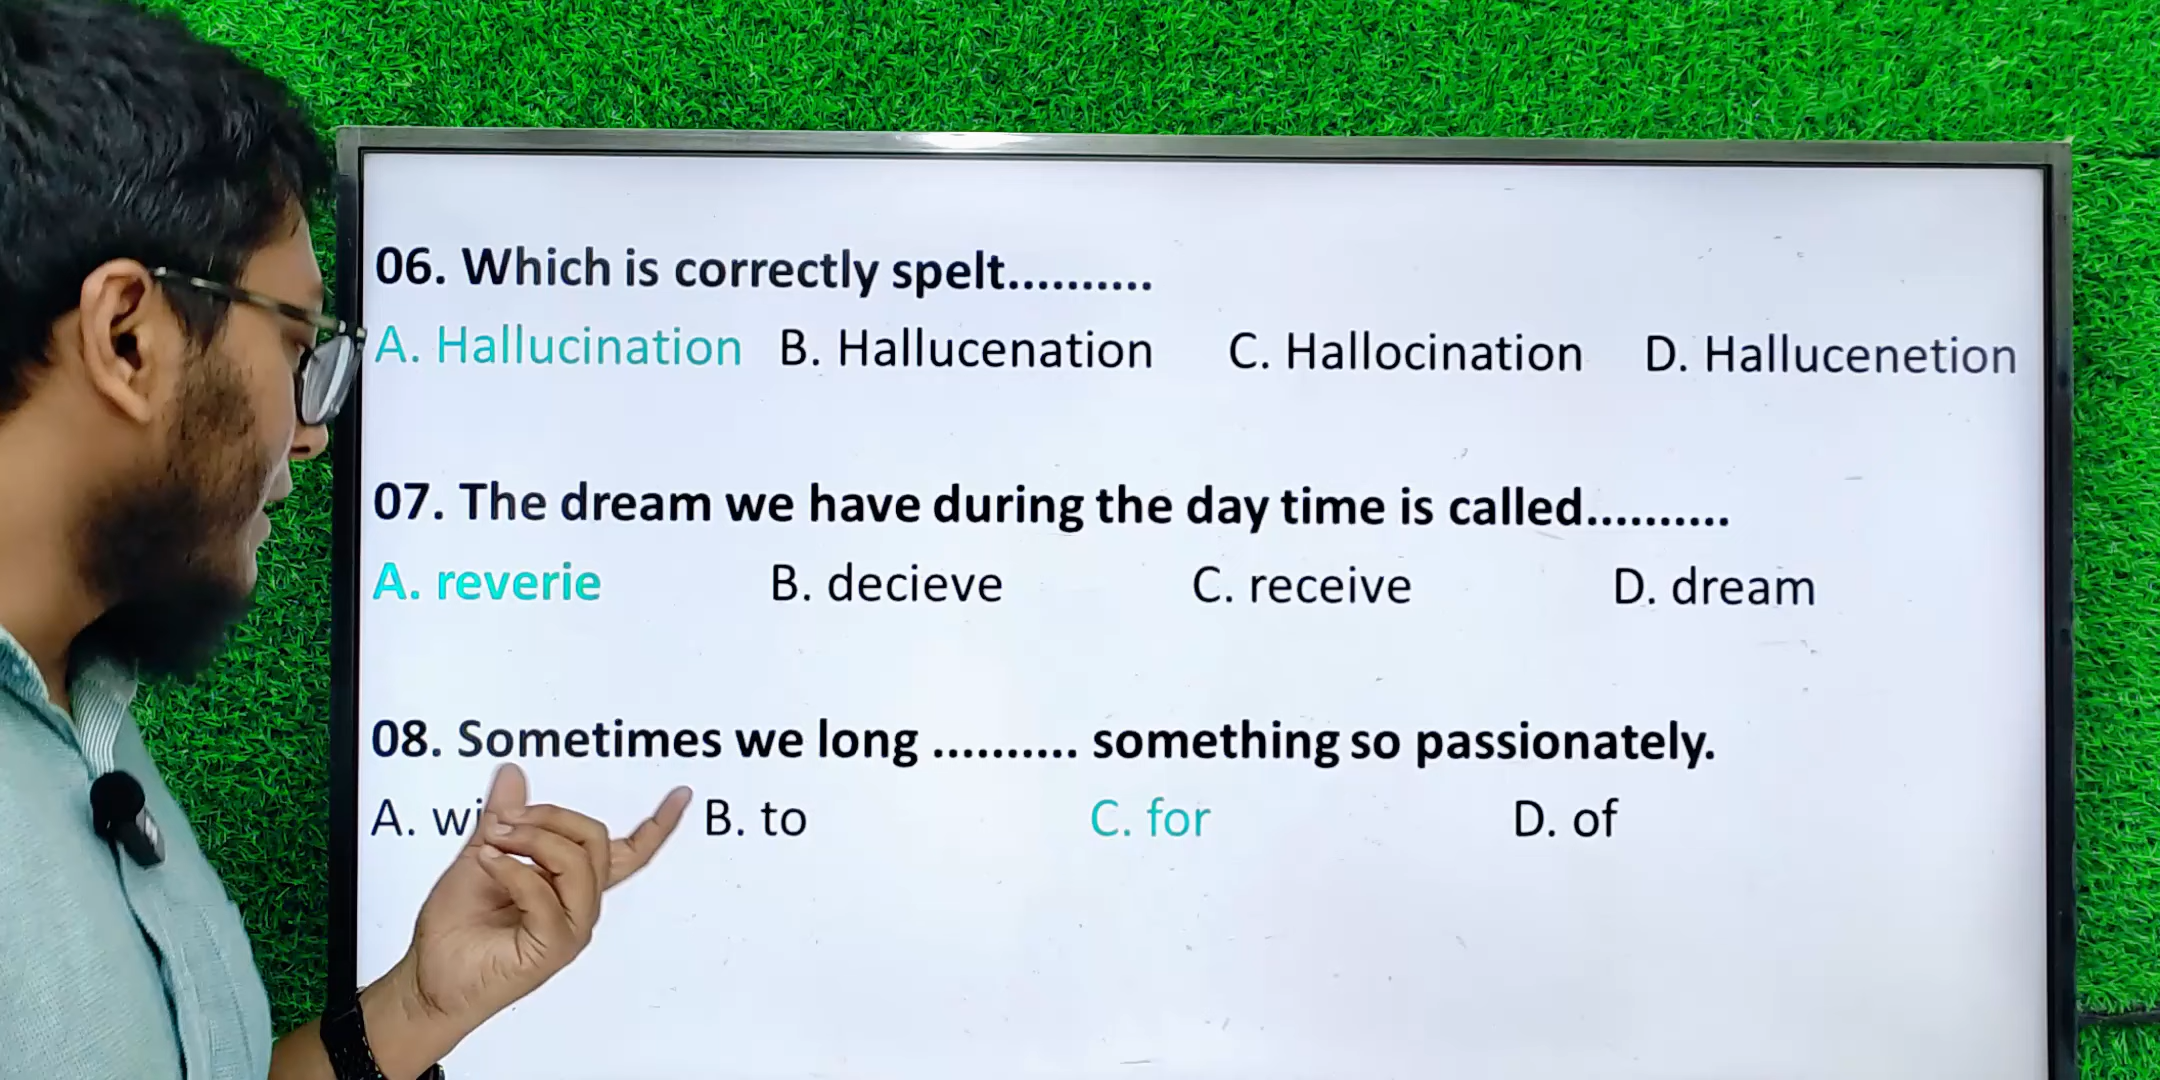 06. Which is correctly spelt..........
A. Hallucination B. Hallucenation C. Hallocination D. Hallucenetion
07. The dream we have during the day time is called..........
A. reverie B. decieve C. receive D. dream
08. Sometimes we long .......... something so passionately.
A. B. to C. for D. of